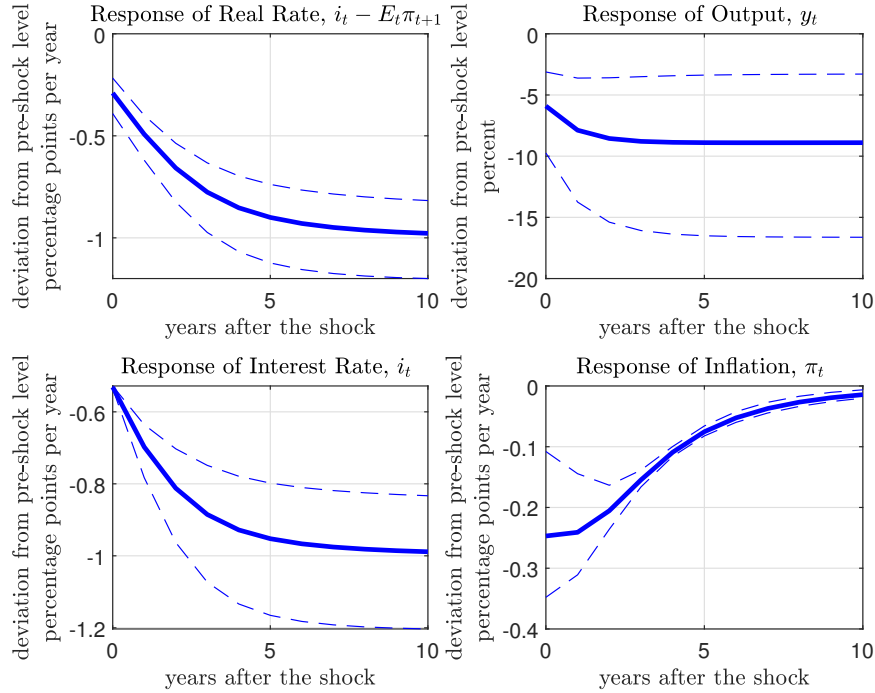 Response of Real Rate, $i_t - E_t\pi_{t+1}$
deviation from pre-shock level
percentage points per year
0
-0.5
-1
0
5
10
years after the shock
Response of Output, $y_t$
deviation from pre-shock level
percent
0
-5
-10
-15
-20
0
5
10
years after the shock
Response of Interest Rate, $i_t$
deviation from pre-shock level
percentage points per year
-0.6
-0.8
-1
-1.2
0
5
10
years after the shock
Response of Inflation, $\pi_t$
deviation from pre-shock level
percentage points per year
0
-0.1
-0.2
-0.3
-0.4
0
5
10
years after the shock